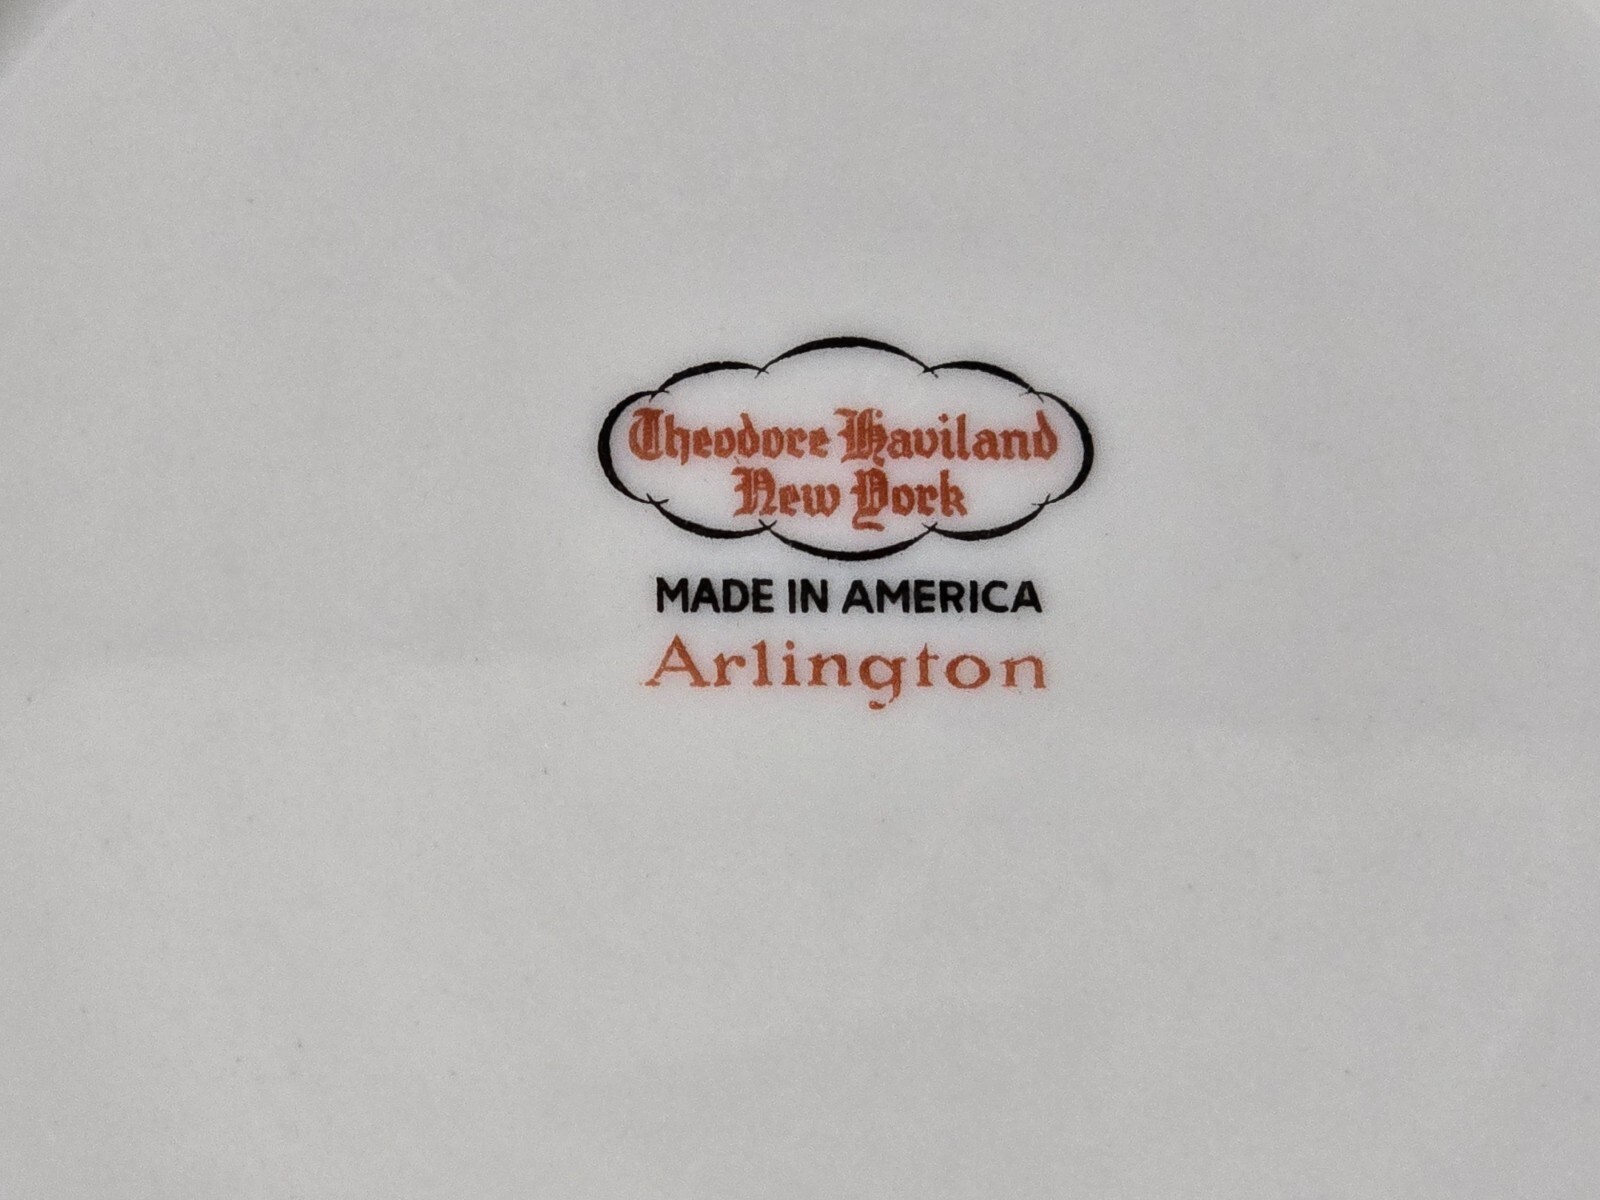 Theodore Haviland
New York
MADE IN AMERICA
Arlington